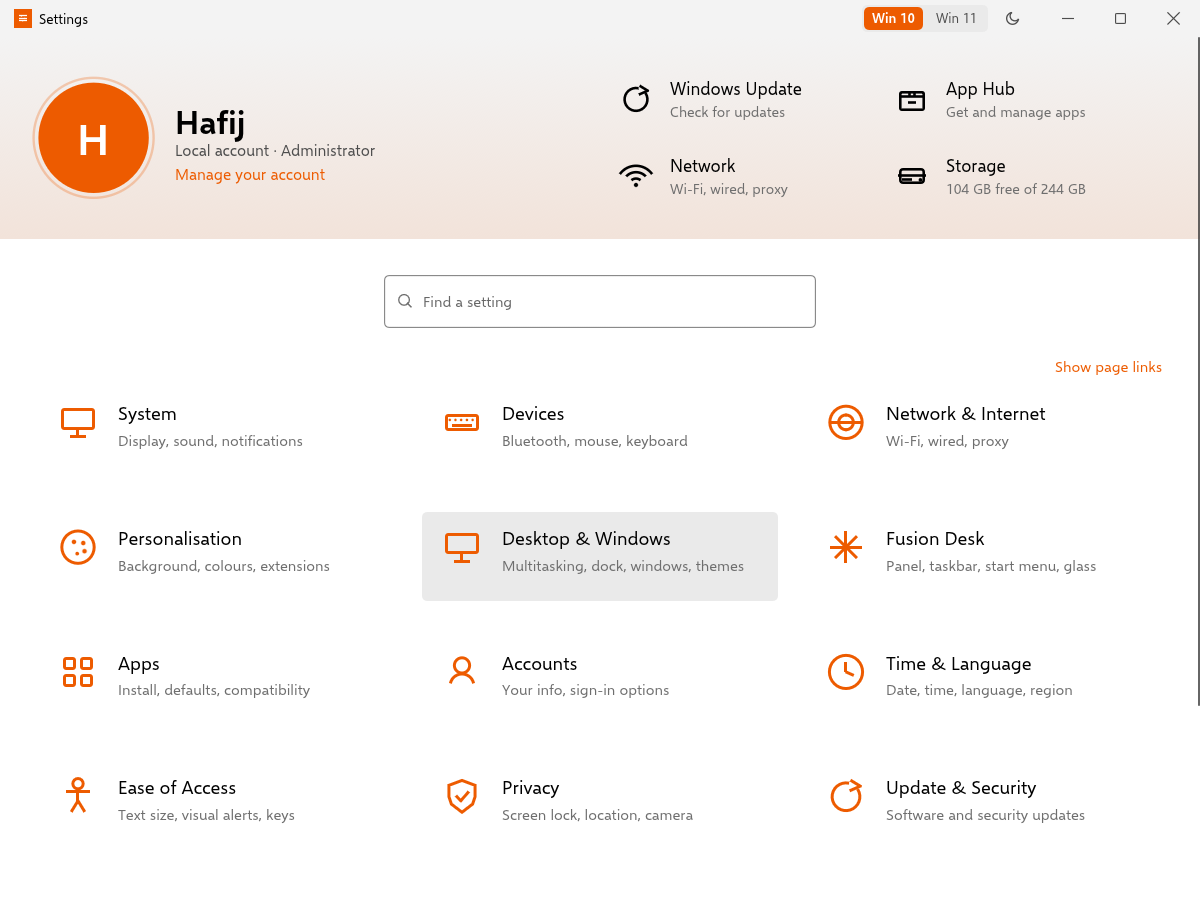 Settings
Win 10
Win 11
H
Hafij
Local account · Administrator
Manage your account
Windows Update
Check for updates
App Hub
Get and manage apps
Network
Wi-Fi, wired, proxy
Storage
104 GB free of 244 GB
Find a setting
Show page links
System
Display, sound, notifications
Devices
Bluetooth, mouse, keyboard
Network & Internet
Wi-Fi, wired, proxy
Personalisation
Background, colours, extensions
Desktop & Windows
Multitasking, dock, windows, themes
Fusion Desk
Panel, taskbar, start menu, glass
Apps
Install, defaults, compatibility
Accounts
Your info, sign-in options
Time & Language
Date, time, language, region
Ease of Access
Text size, visual alerts, keys
Privacy
Screen lock, location, camera
Update & Security
Software and security updates